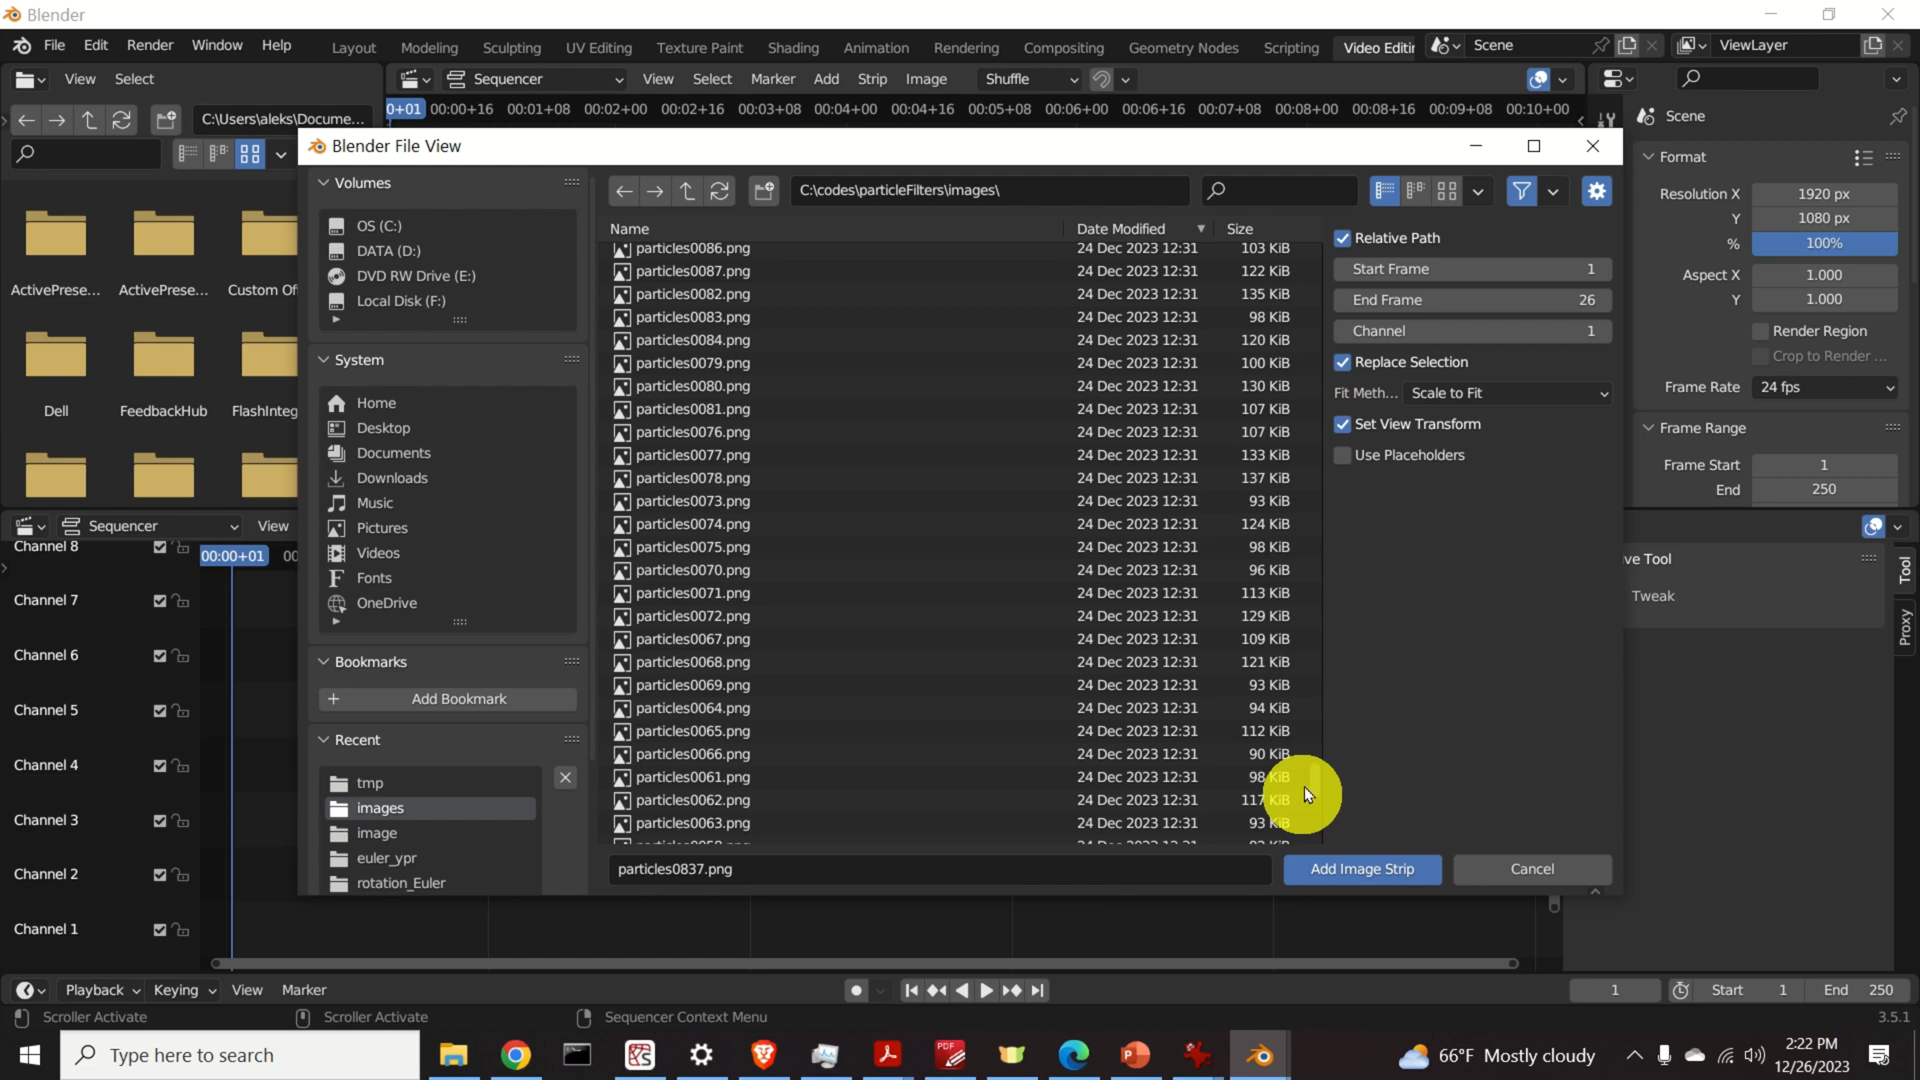 Blender
File Edit Render Window Help Layout Modeling Sculpting UV Editing Texture Paint Shading Animation Rendering Compositing Geometry Nodes Scripting Video Editin Scene ViewLayer
View Select Sequencer View Select Marker Add Strip Image Shuffle
C:\Users\aleks\Docume... 0+01 00:00+16 00:01+08 00:02+00 00:02+16 00:03+08 00:04+00 00:04+16 00:05+08 00:06+00 00:06+16 00:07+08 00:08+00 00:08+16 00:09+08 00:10+00
Scene
Blender File View
Format
Volumes
C:\codes\particleFilters\images\
Resolution X 1920 px
Y 1080 px
% 100%
Aspect X 1.000
Y 1.000
Render Region
Crop to Render ...
Frame Rate 24 fps
Frame Range
Frame Start 1
End 250
ActivePrese... ActivePrese... Custom Of
Dell FeedbackHub FlashInteg
OS (C:)
DATA (D:)
DVD RW Drive (E:)
Local Disk (F:)
System
Home
Desktop
Documents
Downloads
Music
Pictures
Videos
Fonts
OneDrive
Bookmarks
Add Bookmark
Recent
tmp
images
image
euler_ypr
rotation_Euler
Name Date Modified Size
particles0086.png 24 Dec 2023 12:31 103 KiB
particles0087.png 24 Dec 2023 12:31 122 KiB
particles0082.png 24 Dec 2023 12:31 135 KiB
particles0083.png 24 Dec 2023 12:31 98 KiB
particles0084.png 24 Dec 2023 12:31 120 KiB
particles0079.png 24 Dec 2023 12:31 100 KiB
particles0080.png 24 Dec 2023 12:31 130 KiB
particles0081.png 24 Dec 2023 12:31 107 KiB
particles0076.png 24 Dec 2023 12:31 107 KiB
particles0077.png 24 Dec 2023 12:31 133 KiB
particles0078.png 24 Dec 2023 12:31 137 KiB
particles0073.png 24 Dec 2023 12:31 93 KiB
particles0074.png 24 Dec 2023 12:31 124 KiB
particles0075.png 24 Dec 2023 12:31 98 KiB
particles0070.png 24 Dec 2023 12:31 96 KiB
particles0071.png 24 Dec 2023 12:31 113 KiB
particles0072.png 24 Dec 2023 12:31 129 KiB
particles0067.png 24 Dec 2023 12:31 109 KiB
particles0068.png 24 Dec 2023 12:31 121 KiB
particles0069.png 24 Dec 2023 12:31 93 KiB
particles0064.png 24 Dec 2023 12:31 94 KiB
particles0065.png 24 Dec 2023 12:31 112 KiB
particles0066.png 24 Dec 2023 12:31 90 KiB
particles0061.png 24 Dec 2023 12:31 98 KiB
particles0062.png 24 Dec 2023 12:31 117 KiB
particles0063.png 24 Dec 2023 12:31 93 KiB
Relative Path
Start Frame 1
End Frame 26
Channel 1
Replace Selection
Fit Meth... Scale to Fit
Set View Transform
Use Placeholders
particles0837.png Add Image Strip Cancel
Sequencer View
00:00+01 00
Channel 8
Channel 7
Channel 6
Channel 5
Channel 4
Channel 3
Channel 2
Channel 1
ve Tool
Tweak
Tool
Proxy
Playback Keying View Marker 1 Start 1 End 250
Scroller Activate Scroller Activate Sequencer Context Menu 3.5.1
Type here to search PDF 66°F Mostly cloudy 2:22 PM
12/26/2023